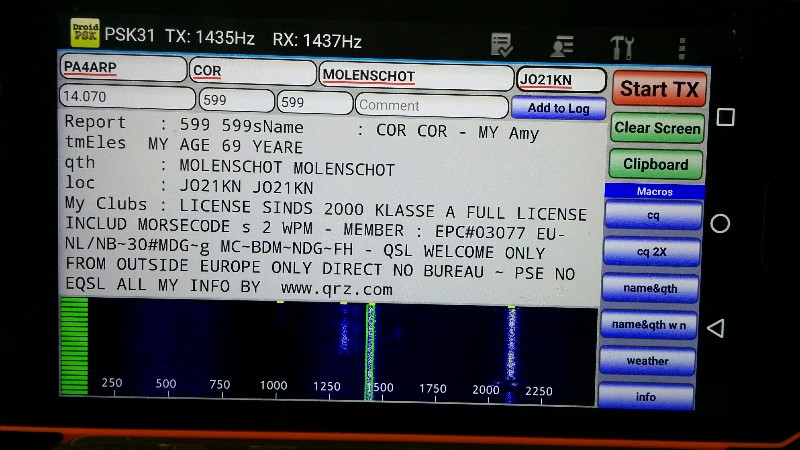 Droid PSK PSK31 TX: 1435Hz RX: 1437Hz
PA4ARP COR MOLENSCHOT JO21KN
14.070 599 599 Comment Add to Log
Start TX
Clear Screen
Clipboard
Macros
cq
cq 2X
name&qth
name&qth w n
weather
info
Report : 599 599sName : COR COR - MY Amy
tmEles MY AGE 69 YEARE
qth : MOLENSCHOT MOLENSCHOT
loc : JO21KN JO21KN
My Clubs : LICENSE SINDS 2000 KLASSE A FULL LICENSE
INCLUD MORSECODE s 2 WPM - MEMBER : EPC#03077 EU-
NL/NB~30#MDG~g MC~BDM~NDG~FH - QSL WELCOME ONLY
FROM OUTSIDE EUROPE ONLY DIRECT NO BUREAU ~ PSE NO
EQSL ALL MY INFO BY www.qrz.com
250 500 750 1000 1250 1500 1750 2000 2250